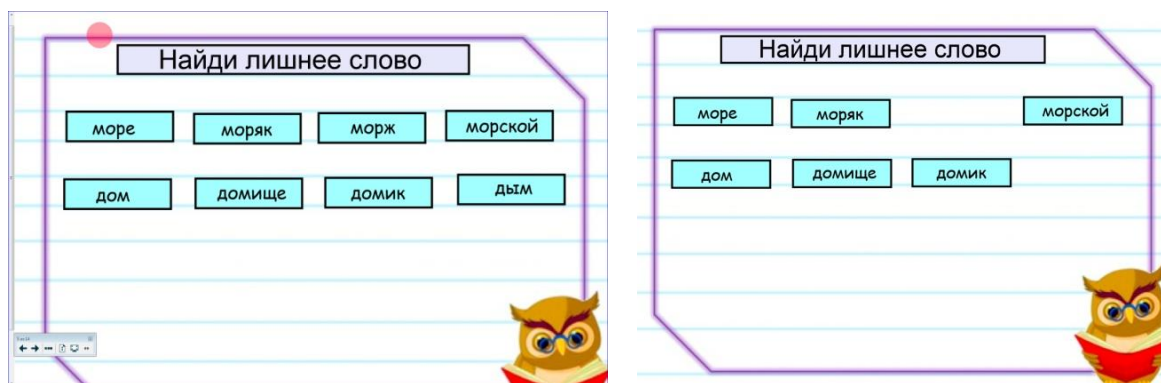 Найди лишнее слово
море моряк морж морской
дом домище домик дым
Найди лишнее слово
море моряк морской
дом домище домик